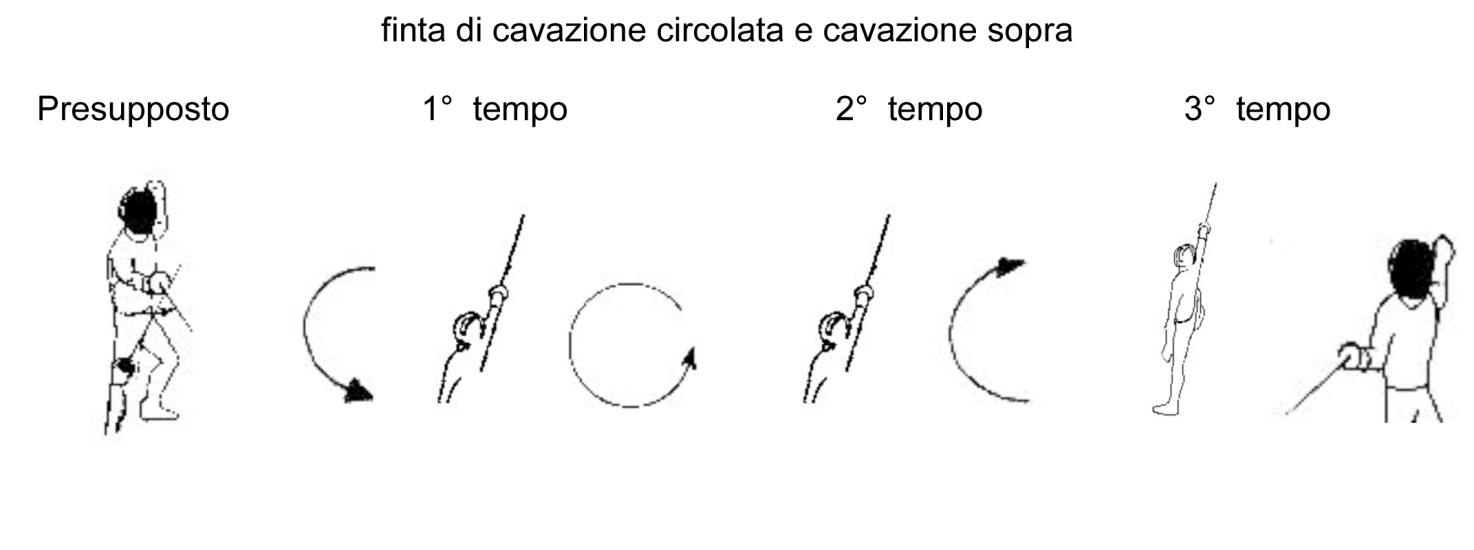 finta di cavazione circolata e cavazione sopra
Presupposto 1° tempo 2° tempo 3° tempo